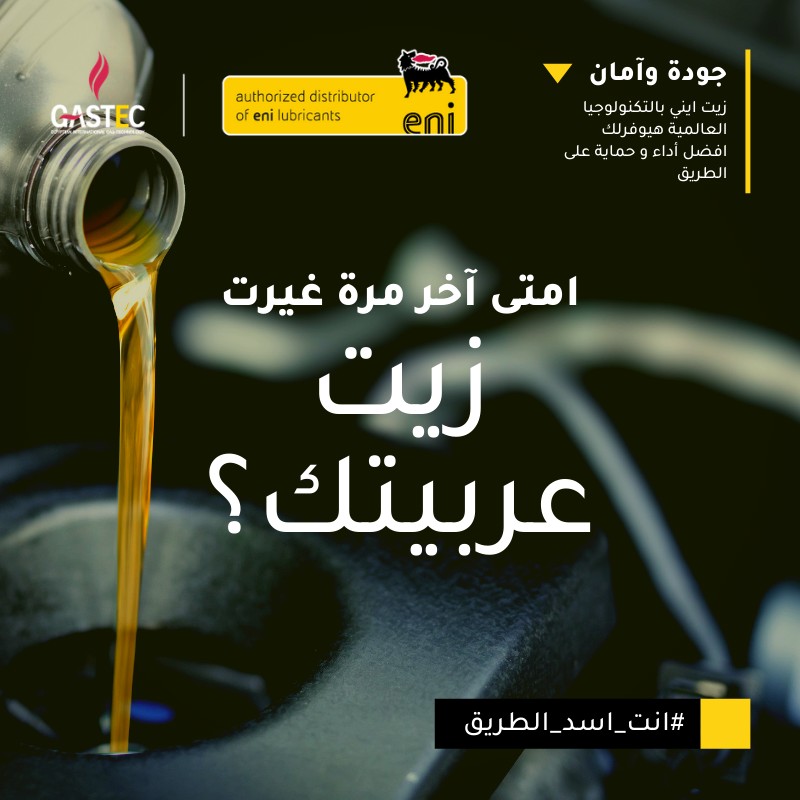 GASTEC
authorized distributor
of eni lubricants
eni
جودة وآمان
زيت ايني بالتكنولوجيا
العالمية هيوفرلك
افضل أداء و حماية على
الطريق
امتى آخر مرة غيرت
زيت
عربيتك؟
#انت_اسد_الطريق